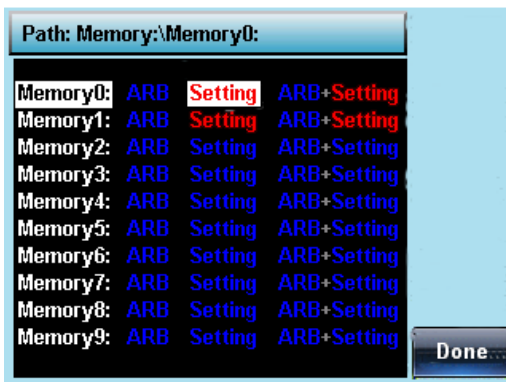 Path: Memory:\Memory0:
Memory0: ARB Setting ARB+Setting
Memory1: ARB Setting ARB+Setting
Memory2: ARB Setting ARB+Setting
Memory3: ARB Setting ARB+Setting
Memory4: ARB Setting ARB+Setting
Memory5: ARB Setting ARB+Setting
Memory6: ARB Setting ARB+Setting
Memory7: ARB Setting ARB+Setting
Memory8: ARB Setting ARB+Setting
Memory9: ARB Setting ARB+Setting
Done